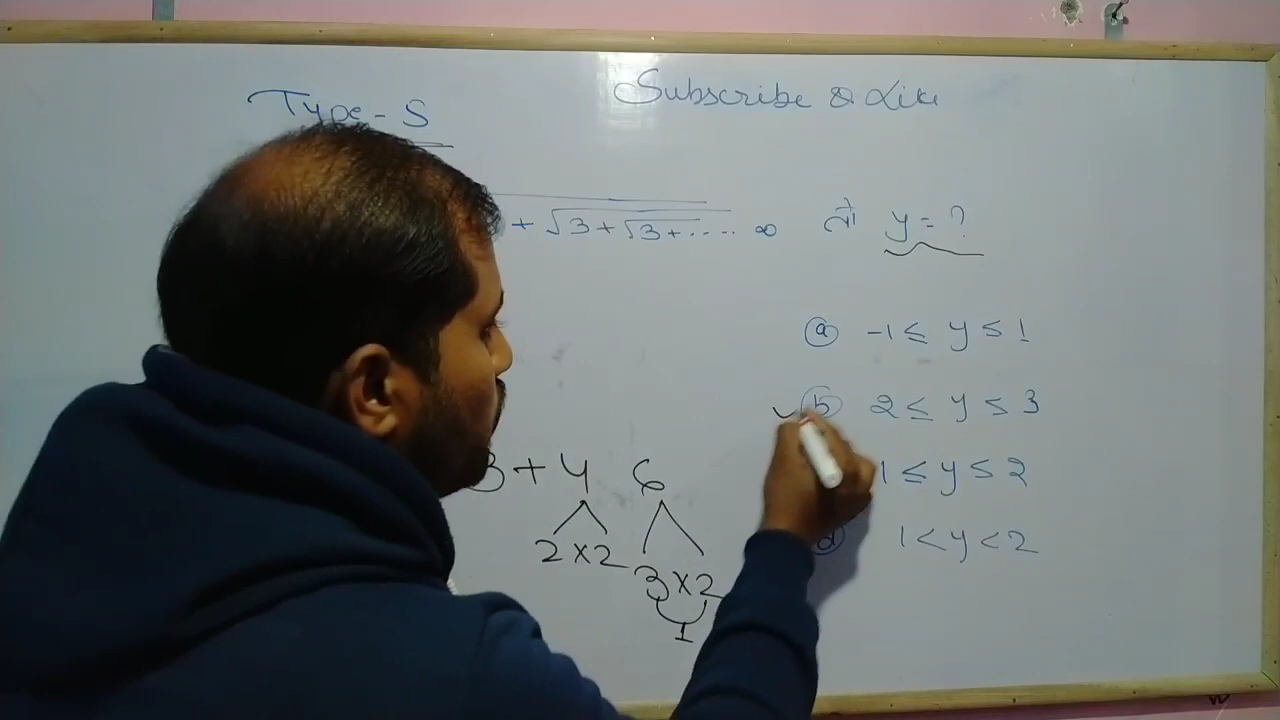 Type-5
Subscribe & Like
+ √3+√3+.... ∞ तो y = ?
(a) -1 ≤ y ≤ 1
(b) 2 ≤ y ≤ 3
1 ≤ y ≤ 2
(d) 1 < y < 2
3 + 4 6
2×2
3×2
1